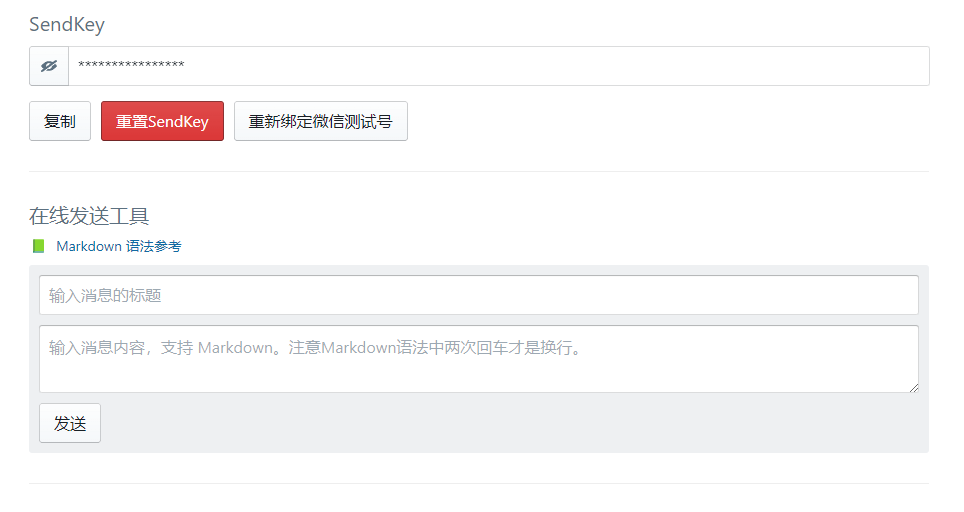 SendKey
****************
复制 重置SendKey 重新绑定微信测试号
在线发送工具
Markdown 语法参考
输入消息的标题
输入消息内容，支持 Markdown。注意Markdown语法中两次回车才是换行。
发送